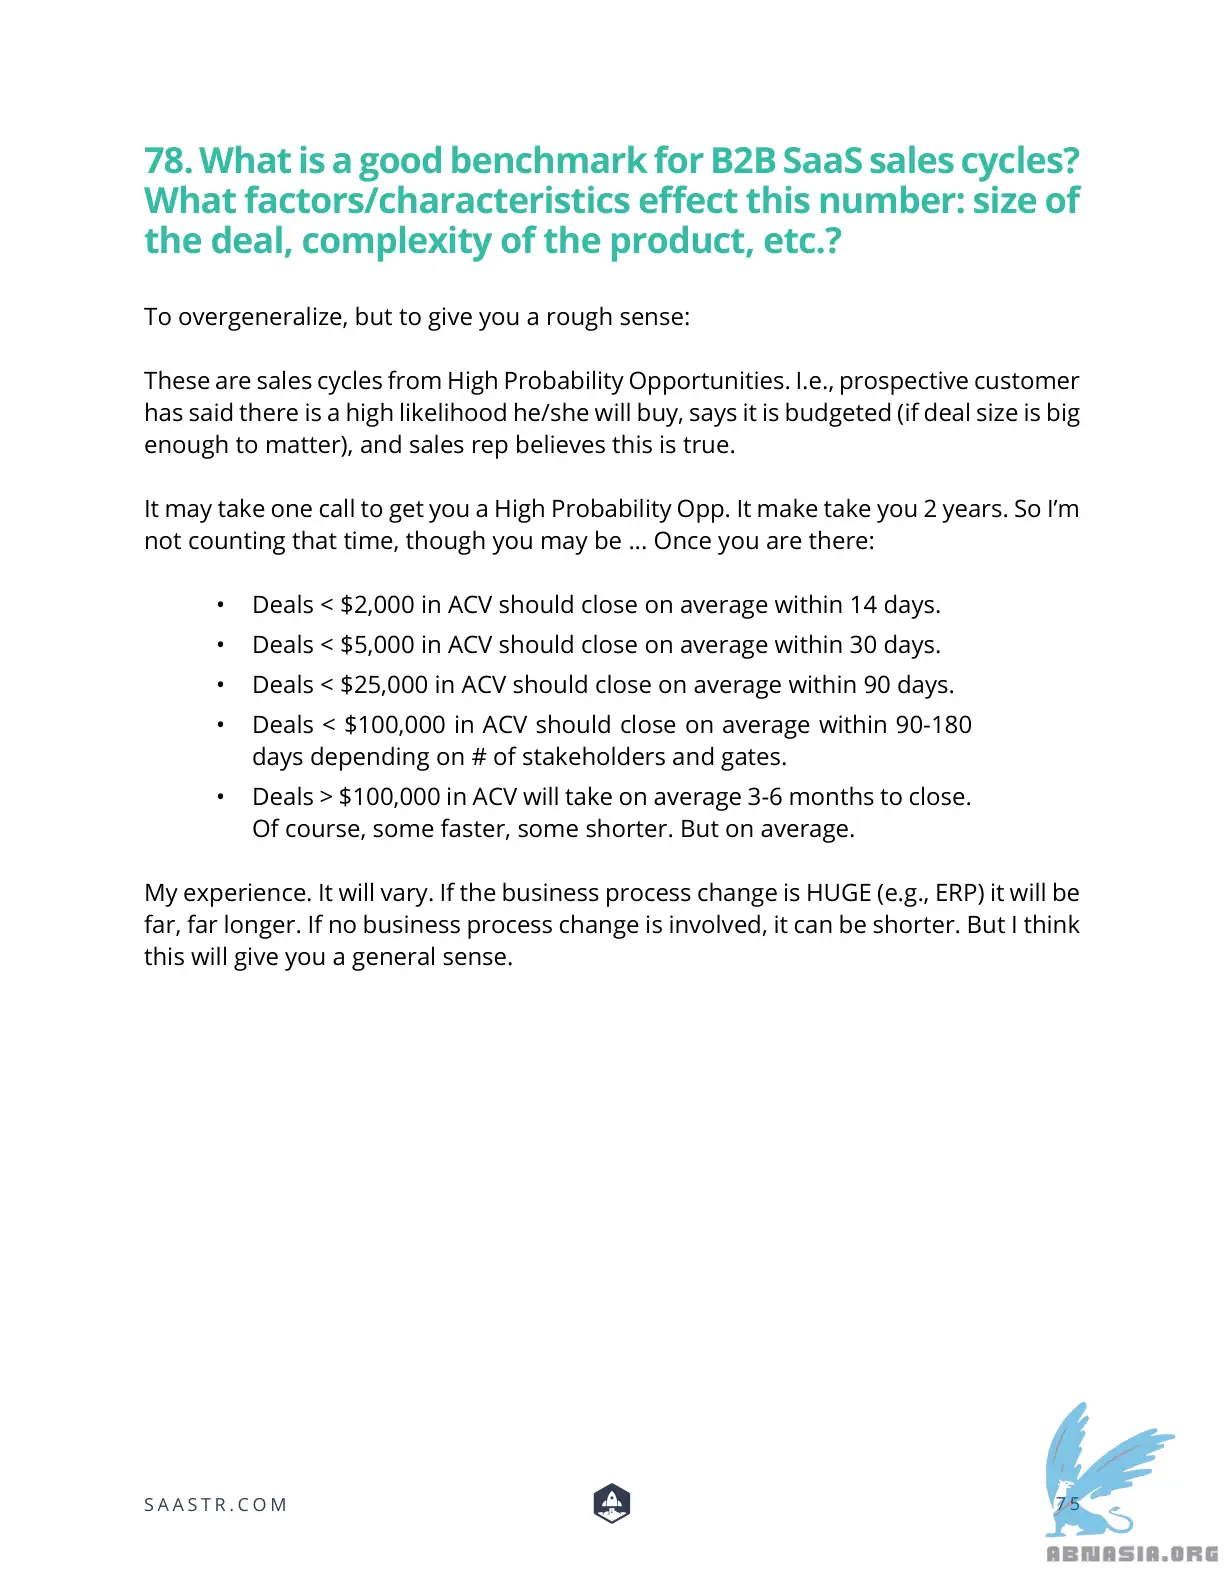 78. What is a good benchmark for B2B SaaS sales cycles?
What factors/characteristics effect this number: size of
the deal, complexity of the product, etc.?
To overgeneralize, but to give you a rough sense:
These are sales cycles from High Probability Opportunities. I.e., prospective customer
has said there is a high likelihood he/she will buy, says it is budgeted (if deal size is big
enough to matter), and sales rep believes this is true.
It may take one call to get you a High Probability Opp. It make take you 2 years. So I’m
not counting that time, though you may be ... Once you are there:
• Deals < $2,000 in ACV should close on average within 14 days.
• Deals < $5,000 in ACV should close on average within 30 days.
• Deals < $25,000 in ACV should close on average within 90 days.
• Deals < $100,000 in ACV should close on average within 90-180
days depending on # of stakeholders and gates.
• Deals > $100,000 in ACV will take on average 3-6 months to close.
Of course, some faster, some shorter. But on average.
My experience. It will vary. If the business process change is HUGE (e.g., ERP) it will be
far, far longer. If no business process change is involved, it can be shorter. But I think
this will give you a general sense.
SAASTR.COM
75
ABNASIA.ORG